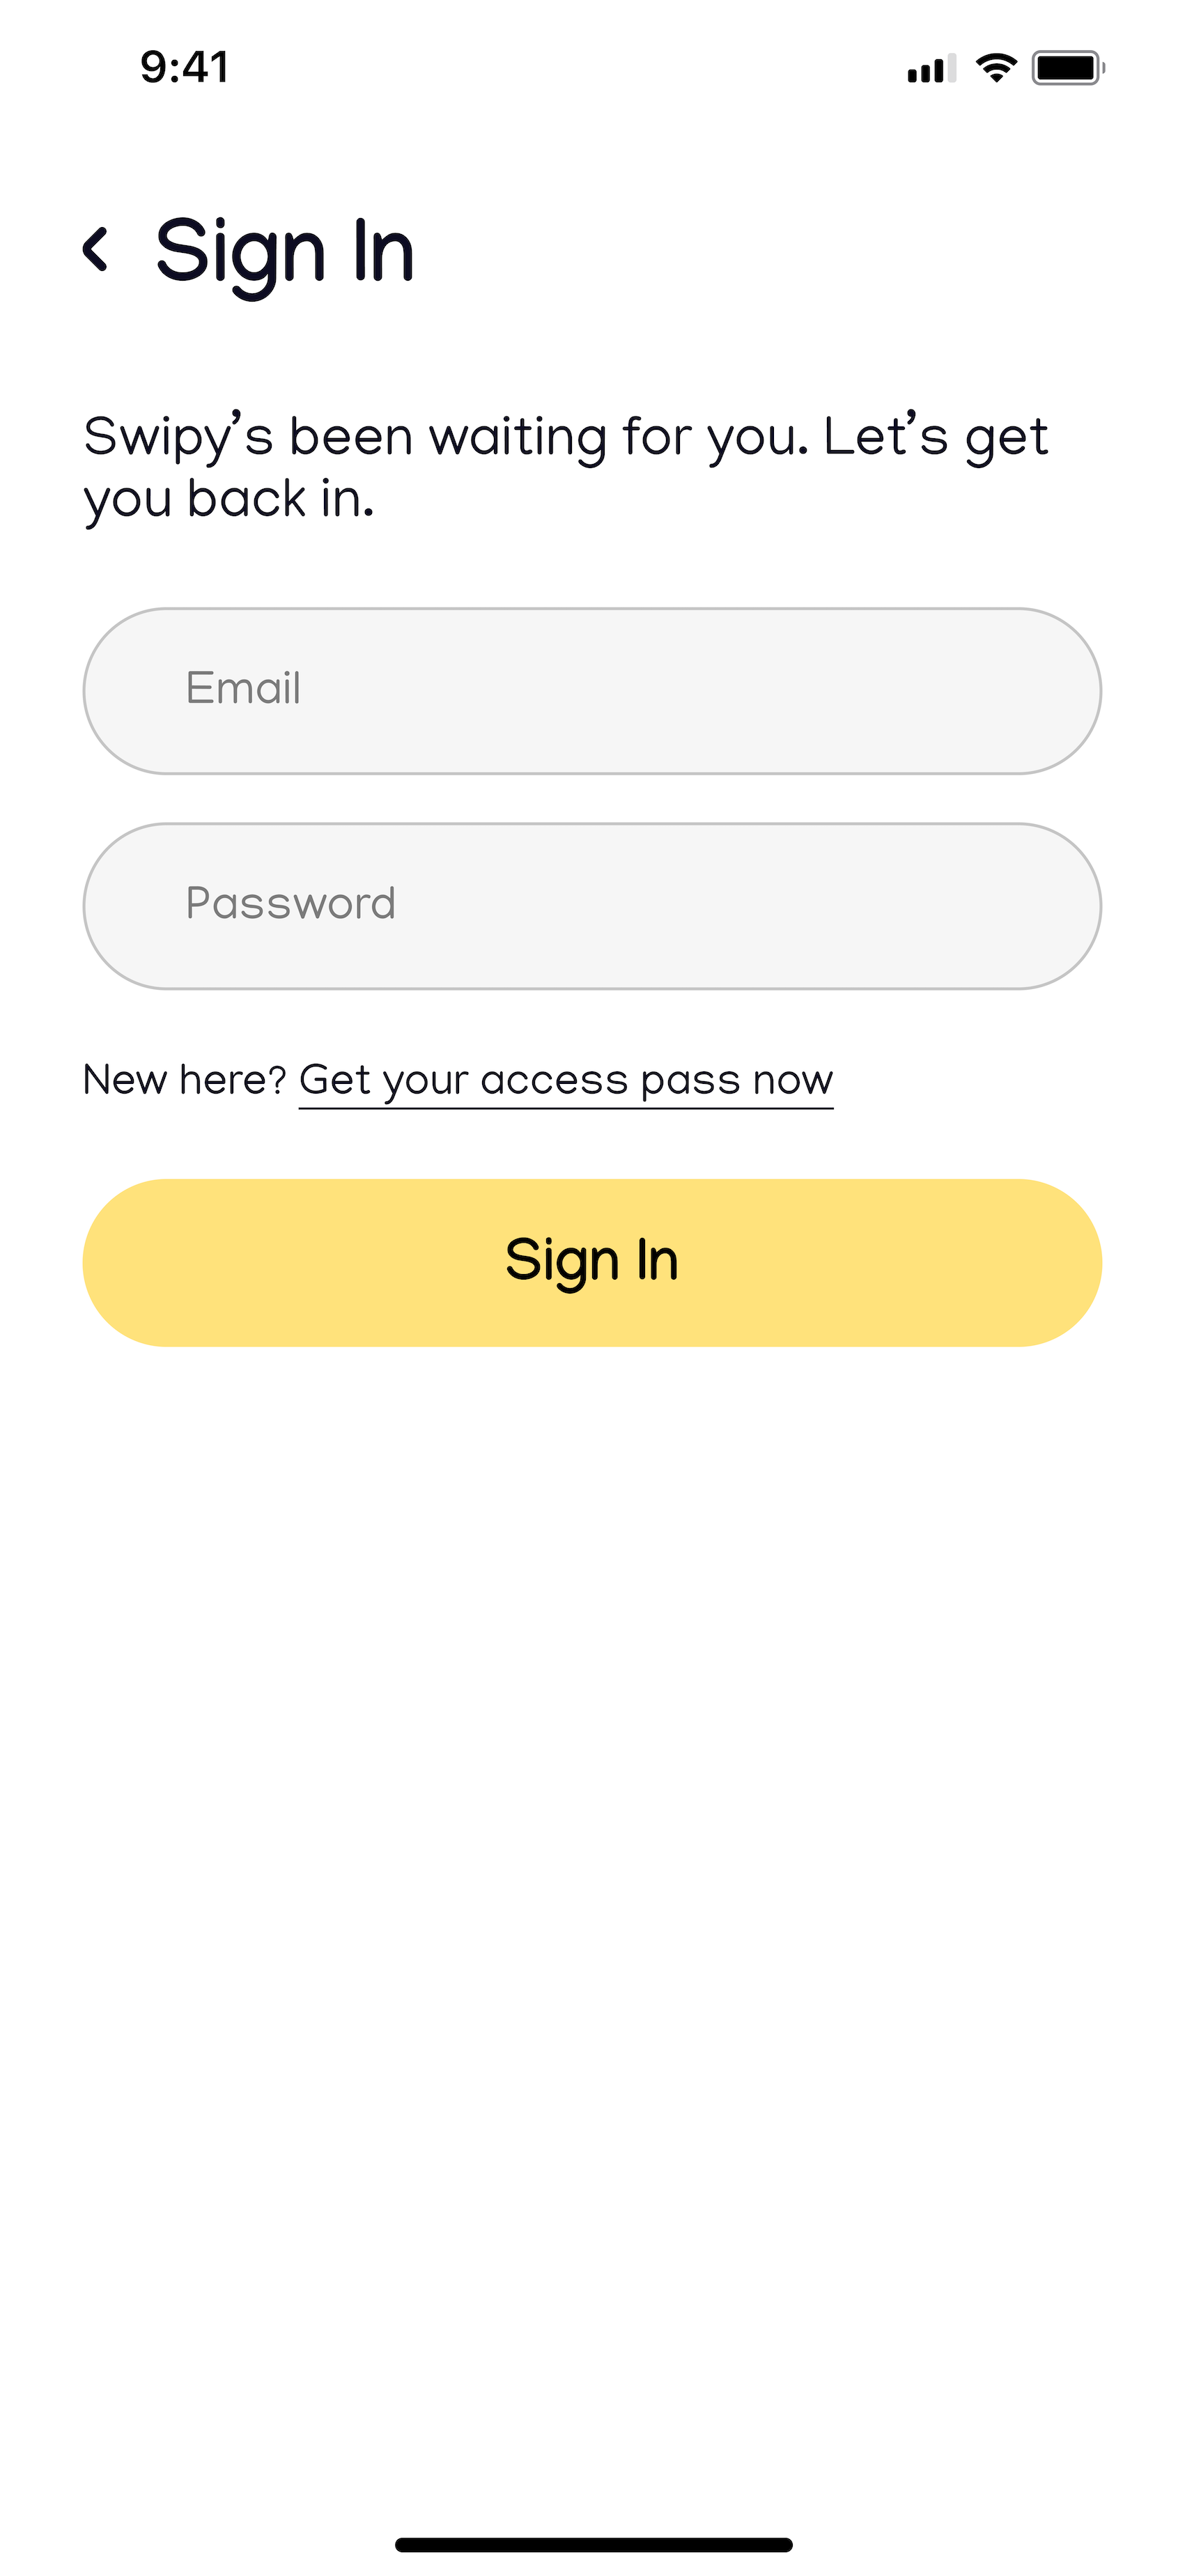 9:41
Sign In
Swipy’s been waiting for you. Let’s get
you back in.
Email
Password
New here? Get your access pass now
Sign In